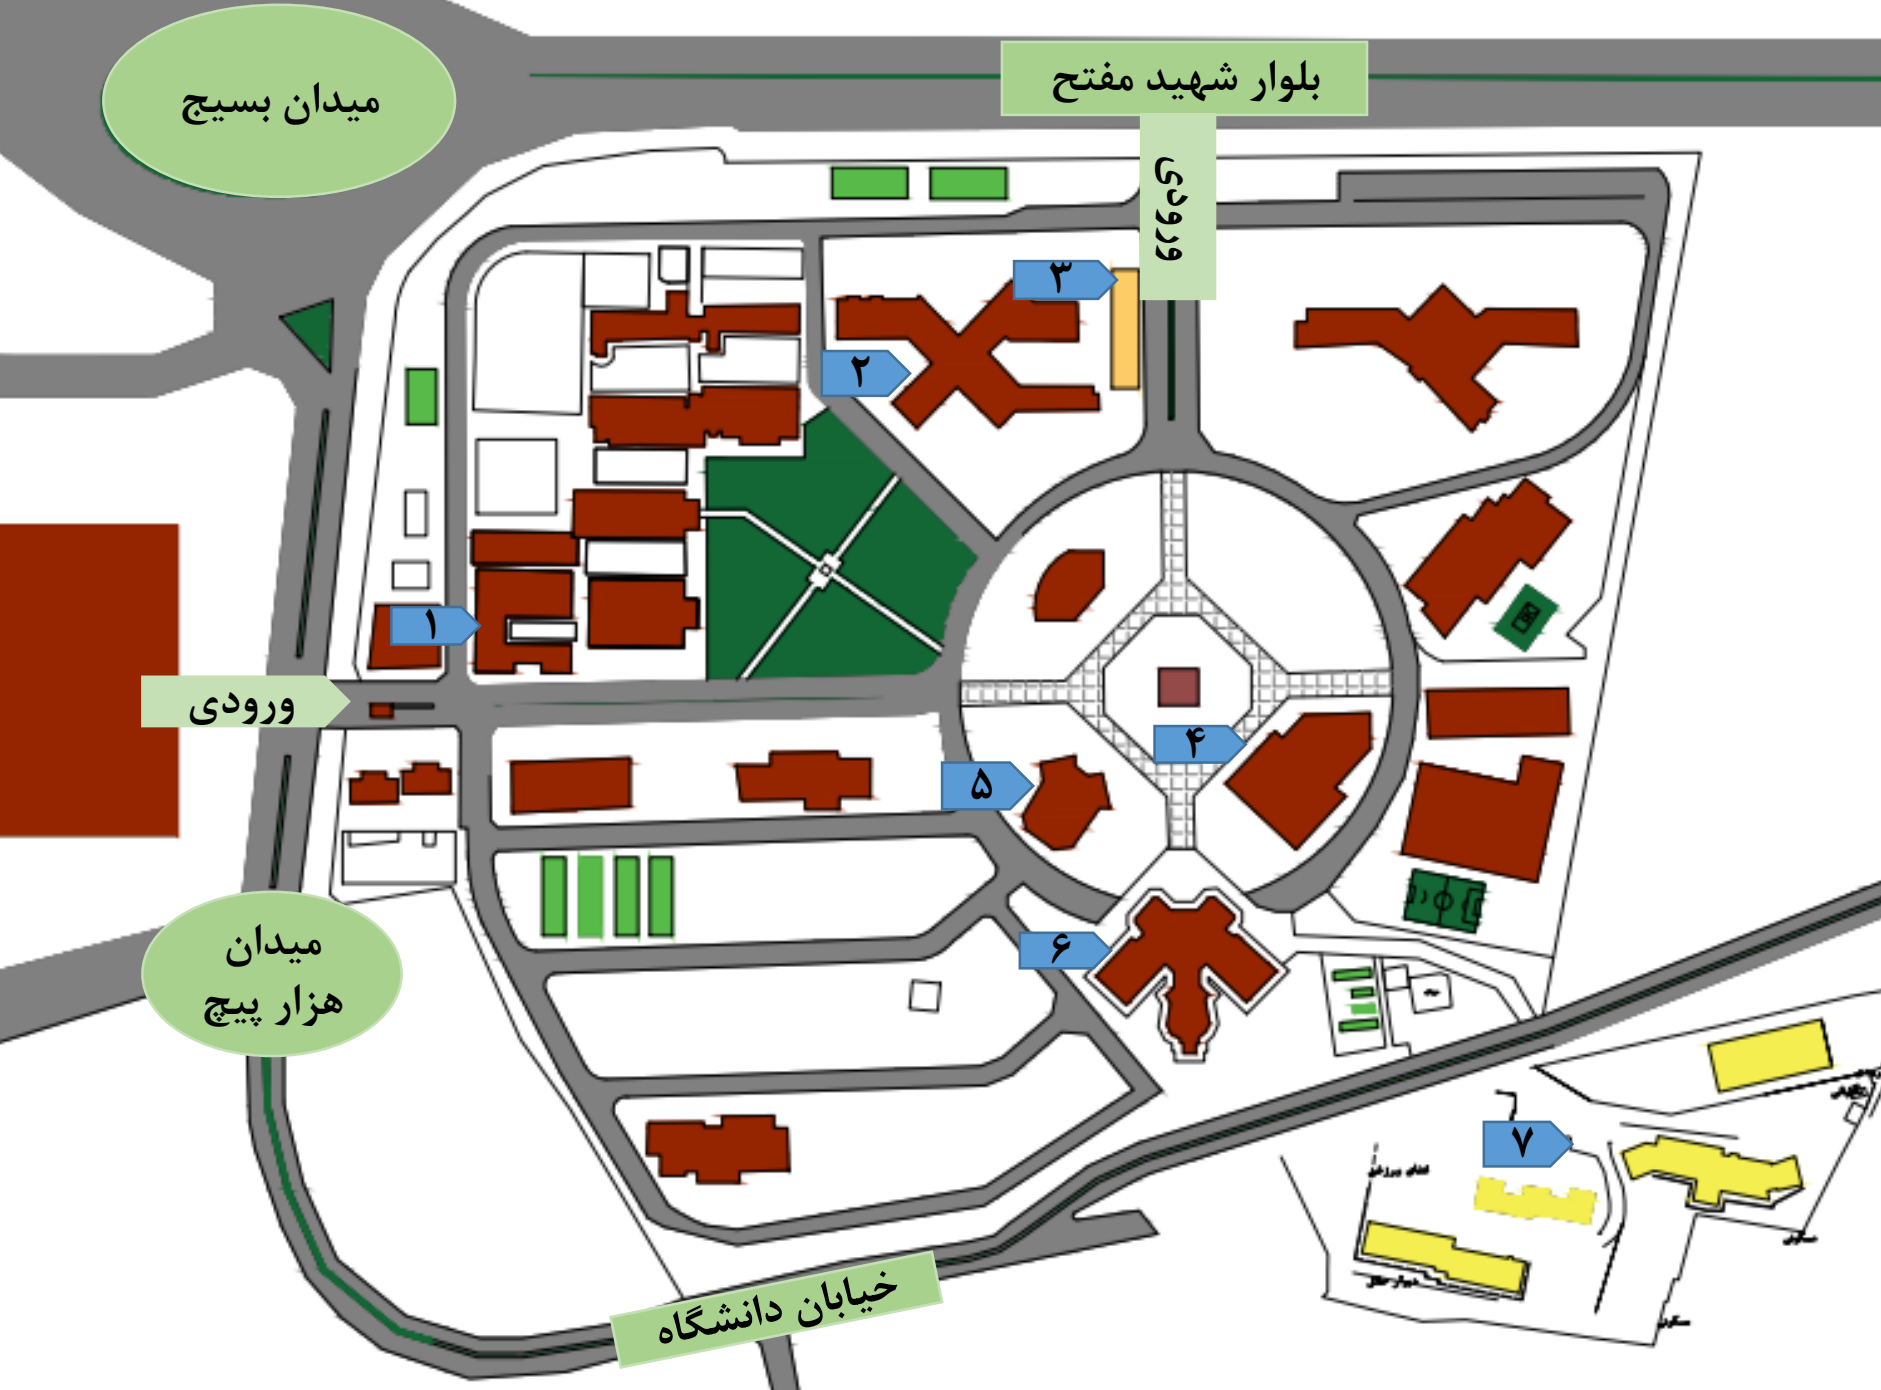 میدان بسیج
بلوار شهید مفتح
ورودی
۳
۲
۱
ورودی
۴
۵
۶
میدان
هزار پیچ
۷
خیابان دانشگاه